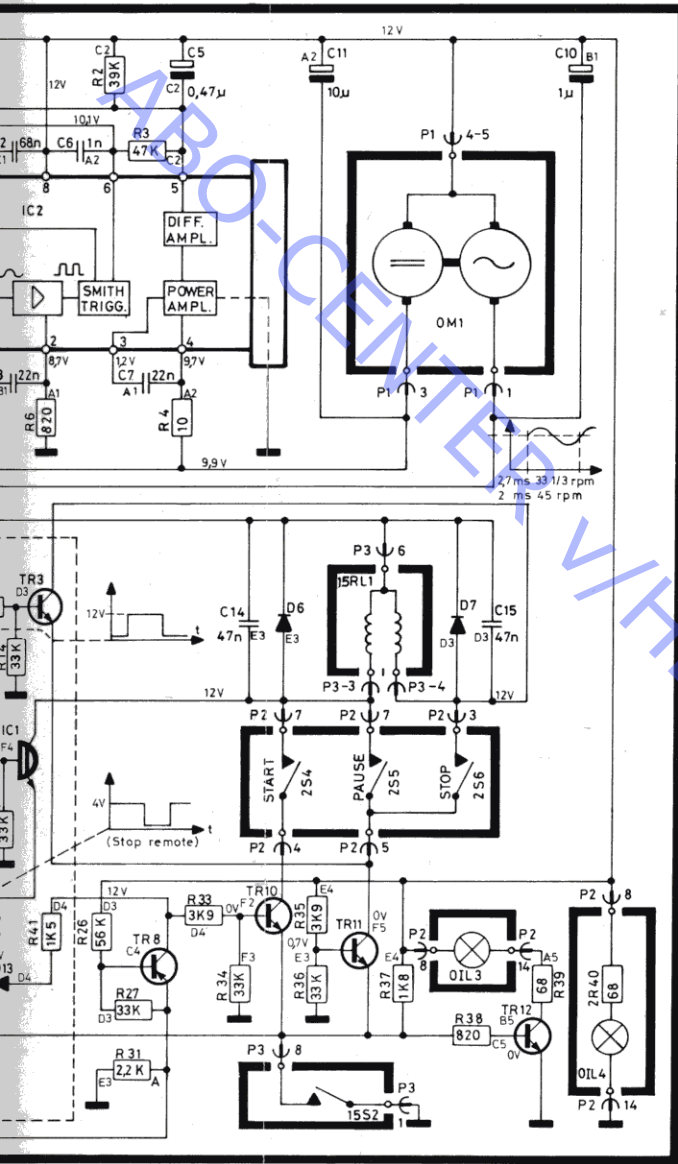 12 V
C2
R2
39K
C5
C2
0,47µ
A2
C11
10µ
C10
B1
1µ
12V
10,1V
P1
4-5
2
68n
C1
C6
1n
A2
R3
47K
C2
8
6
5
IC2
DIFF.
AMPL.
SMITH
TRIGG.
POWER
AMPL.
OM1
2
3
4
8,7V
1,2V
9,7V
22n
B1
A1
C7
22n
A1
A2
R6
820
R4
10
P1
3
P1
1
9,9 V
2,7 ms 33 1/3 rpm
2 ms 45 rpm
ABO-CENTER v/H
TR3
D3
12V
t
R14
33K
P3
6
15RL1
C14
47n
E3
D6
E3
D7
D3
C15
D3
47n
12V
P3-3
P3-4
12V
IC1
F4
P2
7
P2
7
P2
3
START
2S4
PAUSE
2S5
STOP
2S6
4V
t
(Stop remote)
33K
P2
4
P2
5
12 V
D4
R41
1K5
D3
R26
56K
R33
3K9
D4
0V
F2
TR10
E4
R35
3K9
0V
F5
TR11
P2
8
TR8
C4
F3
R34
33K
0,7V
E3
R36
33K
E4
R37
1K8
P2
8
OIL3
P2
14
A5
68
R39
2R40
68
D4
R27
D3
33K
R38
820
TR12
B5
C5
0V
R31
2,2K
E3
A
P3
8
15S2
P3
1
OIL4
P2
14